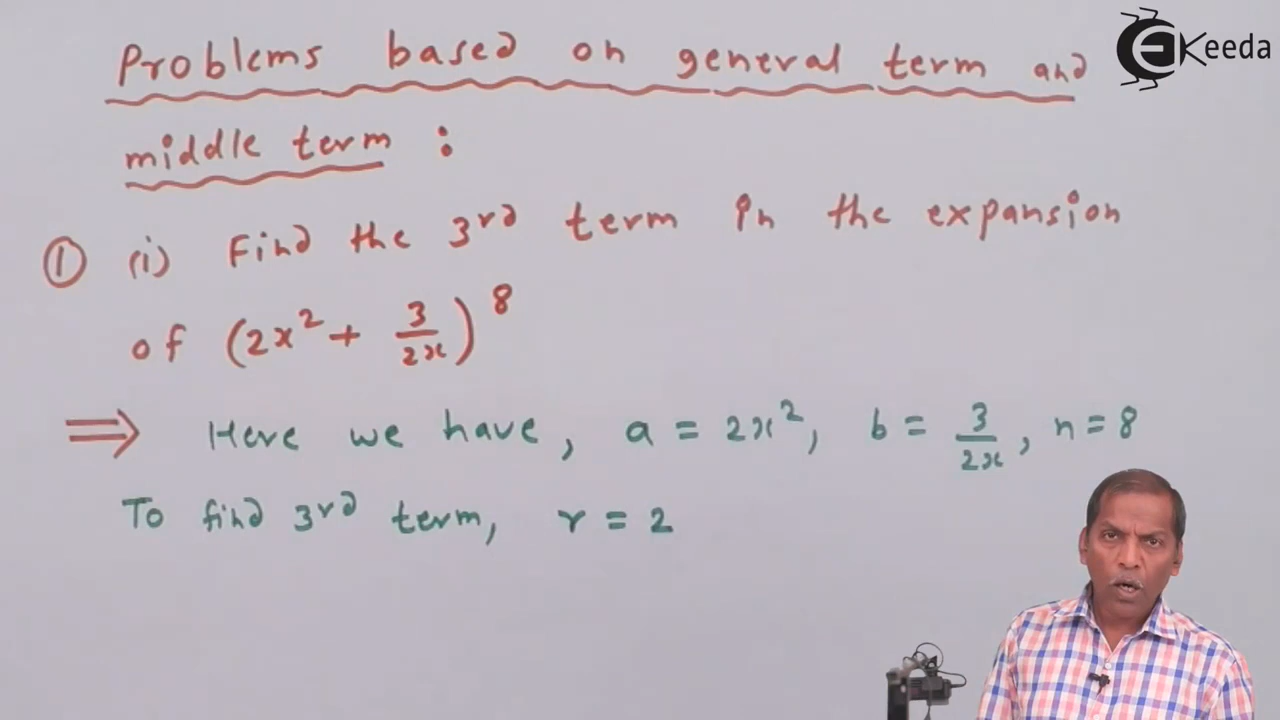 Ekeeda
Problems based on general term and
middle term :
① (i) Find the 3rd term in the expansion
of (2x² + 3/2x)⁸
⇒ Here we have, a = 2x², b = 3/2x, n = 8
To find 3rd term, r = 2